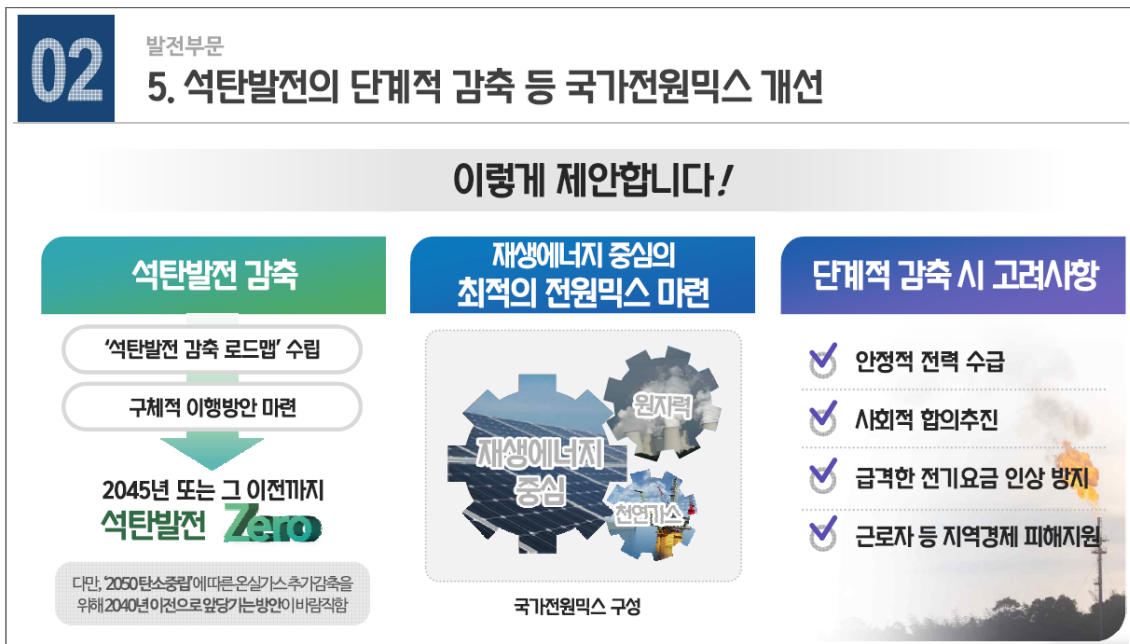 02
발전부문
5. 석탄발전의 단계적 감축 등 국가전원믹스 개선
이렇게 제안합니다!
석탄발전 감축
'석탄발전 감축 로드맵' 수립
구체적 이행방안 마련
2045년 또는 그 이전까지
석탄발전 Zero
다만, '2050 탄소중립'에 따른 온실가스 추가감축을
위해 2040년 이전으로 앞당기는 방안이 바람직함
재생에너지 중심의
최적의 전원믹스 마련
원자력
재생에너지
중심
천연가스
국가전원믹스 구성
단계적 감축 시 고려사항
안정적 전력 수급
사회적 합의추진
급격한 전기요금 인상 방지
근로자 등 지역경제 피해지원